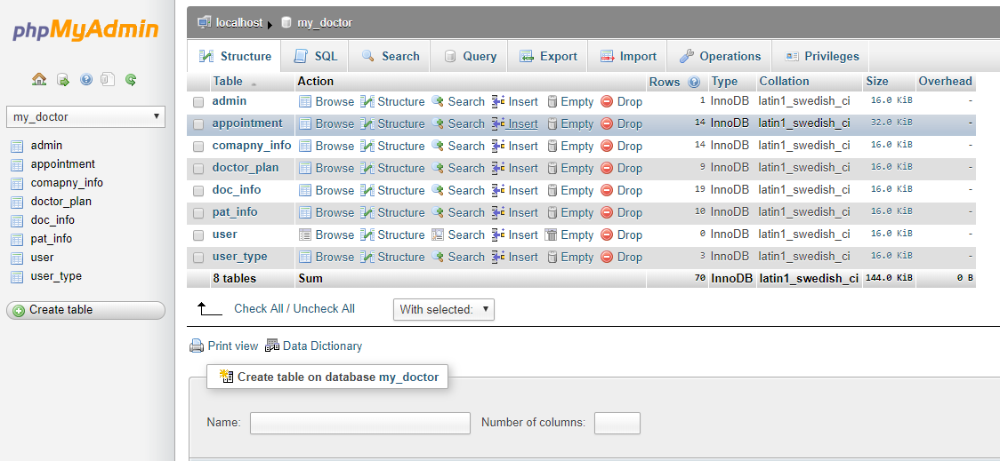 phpMyAdmin
my_doctor
admin
appointment
comapny_info
doctor_plan
doc_info
pat_info
user
user_type
Create table
localhost my_doctor
Structure SQL Search Query Export Import Operations Privileges
Table Action Rows Type Collation Size Overhead
admin Browse Structure Search Insert Empty Drop 1 InnoDB latin1_swedish_ci 16.0 KiB -
appointment Browse Structure Search Insert Empty Drop 14 InnoDB latin1_swedish_ci 32.0 KiB -
comapny_info Browse Structure Search Insert Empty Drop 14 InnoDB latin1_swedish_ci 16.0 KiB -
doctor_plan Browse Structure Search Insert Empty Drop 9 InnoDB latin1_swedish_ci 16.0 KiB -
doc_info Browse Structure Search Insert Empty Drop 19 InnoDB latin1_swedish_ci 16.0 KiB -
pat_info Browse Structure Search Insert Empty Drop 10 InnoDB latin1_swedish_ci 16.0 KiB -
user Browse Structure Search Insert Empty Drop 0 InnoDB latin1_swedish_ci 16.0 KiB -
user_type Browse Structure Search Insert Empty Drop 3 InnoDB latin1_swedish_ci 16.0 KiB -
8 tables Sum 70 InnoDB latin1_swedish_ci 144.0 KiB 0 B
Check All / Uncheck All With selected:
Print view Data Dictionary
Create table on database my_doctor
Name: Number of columns: